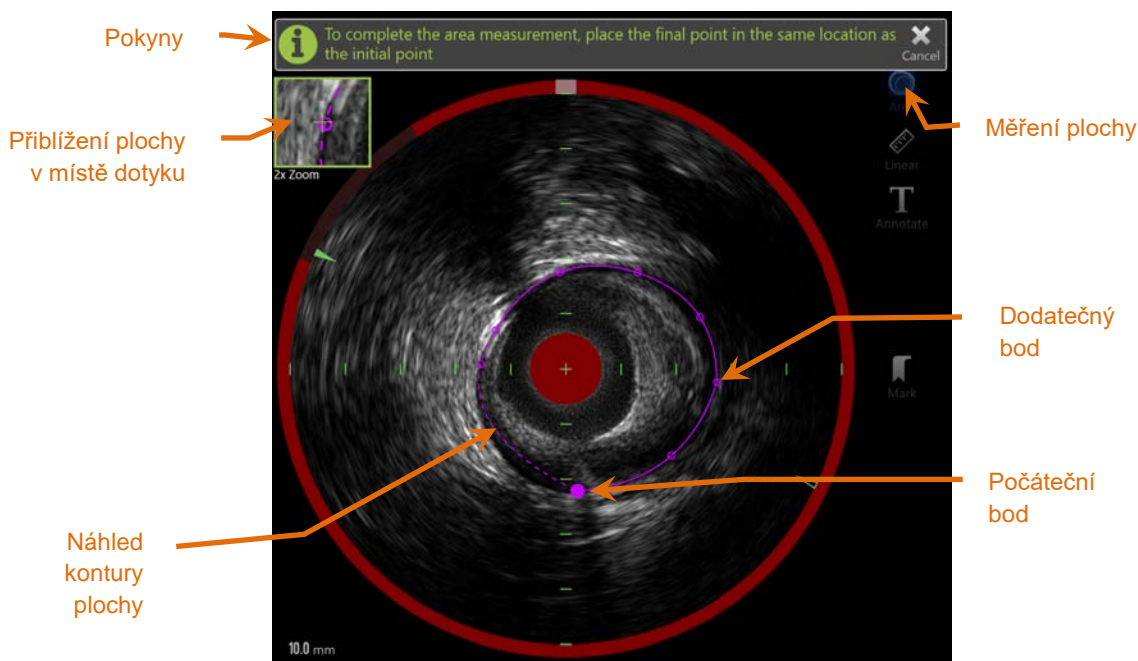 Pokyny
To complete the area measurement, place the final point in the same location as
the initial point
Cancel
Přiblížení plochy
v místě dotyku
2x Zoom
Area
Měření plochy
Linear
T
Annotate
Dodatečný
bod
Mark
Počáteční
bod
Náhled
kontury
plochy
10.0 mm